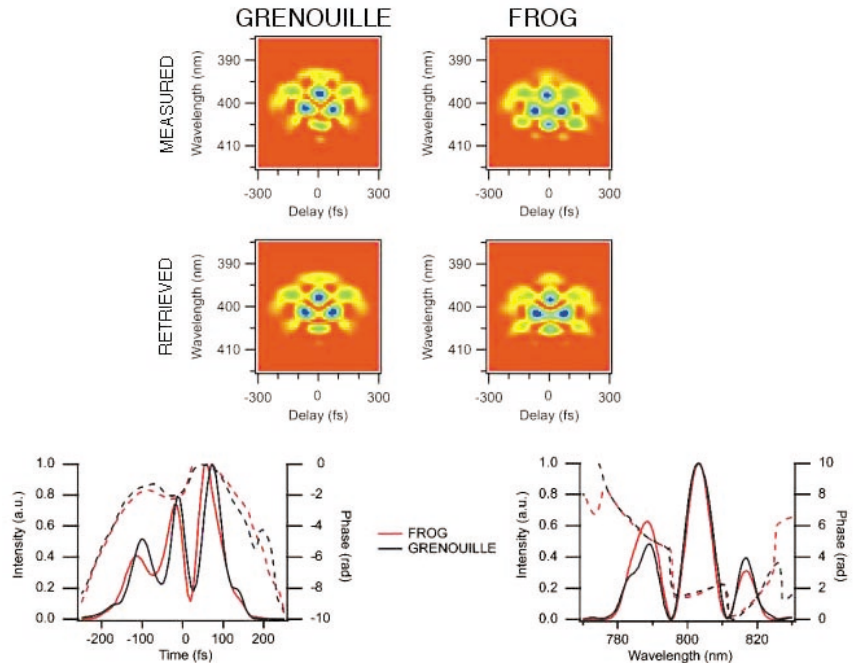 GRENOUILLE FROG
MEASURED
Wavelength (nm)
390
400
410
-300 0 300
Delay (fs)
Wavelength (nm)
390
400
410
-300 0 300
Delay (fs)
RETRIEVED
Wavelength (nm)
390
400
410
-300 0 300
Delay (fs)
Wavelength (nm)
390
400
410
-300 0 300
Delay (fs)
Intensity (a.u.)
1.0
0.8
0.6
0.4
0.2
0.0
-200 -100 0 100 200
Time (fs)
0
-2
-4
-6
-8
-10
Phase (rad)
FROG
GRENOUILLE
Intensity (a.u.)
1.0
0.8
0.6
0.4
0.2
0.0
780 800 820
Wavelength (nm)
10
8
6
4
2
0
Phase (rad)